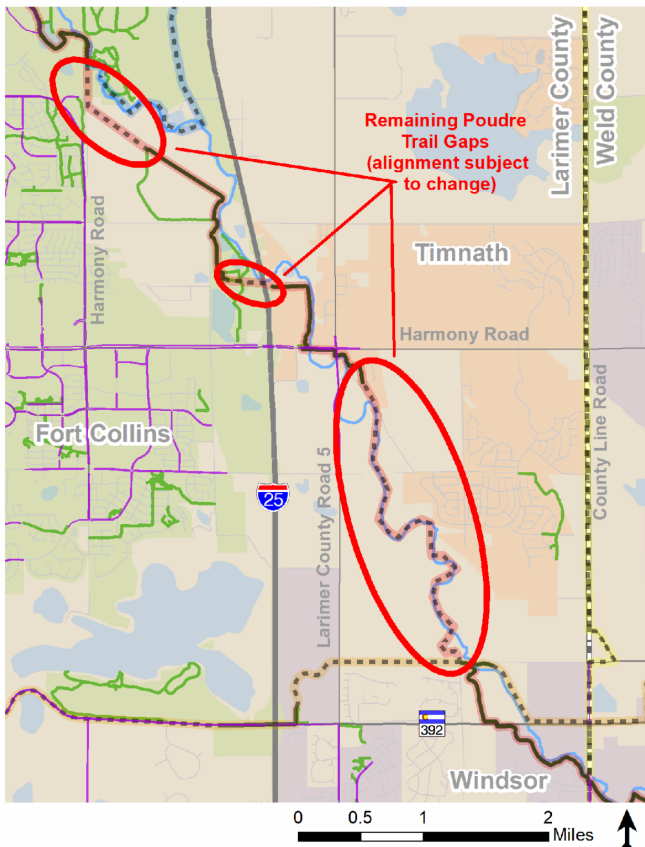 Larimer County
Weld County
Remaining Poudre
Trail Gaps
(alignment subject
to change)
Harmony Road
Timnath
Harmony Road
County Line Road
Fort Collins
Larimer County Road 5
25
392
Windsor
0 0.5 1 2
Miles